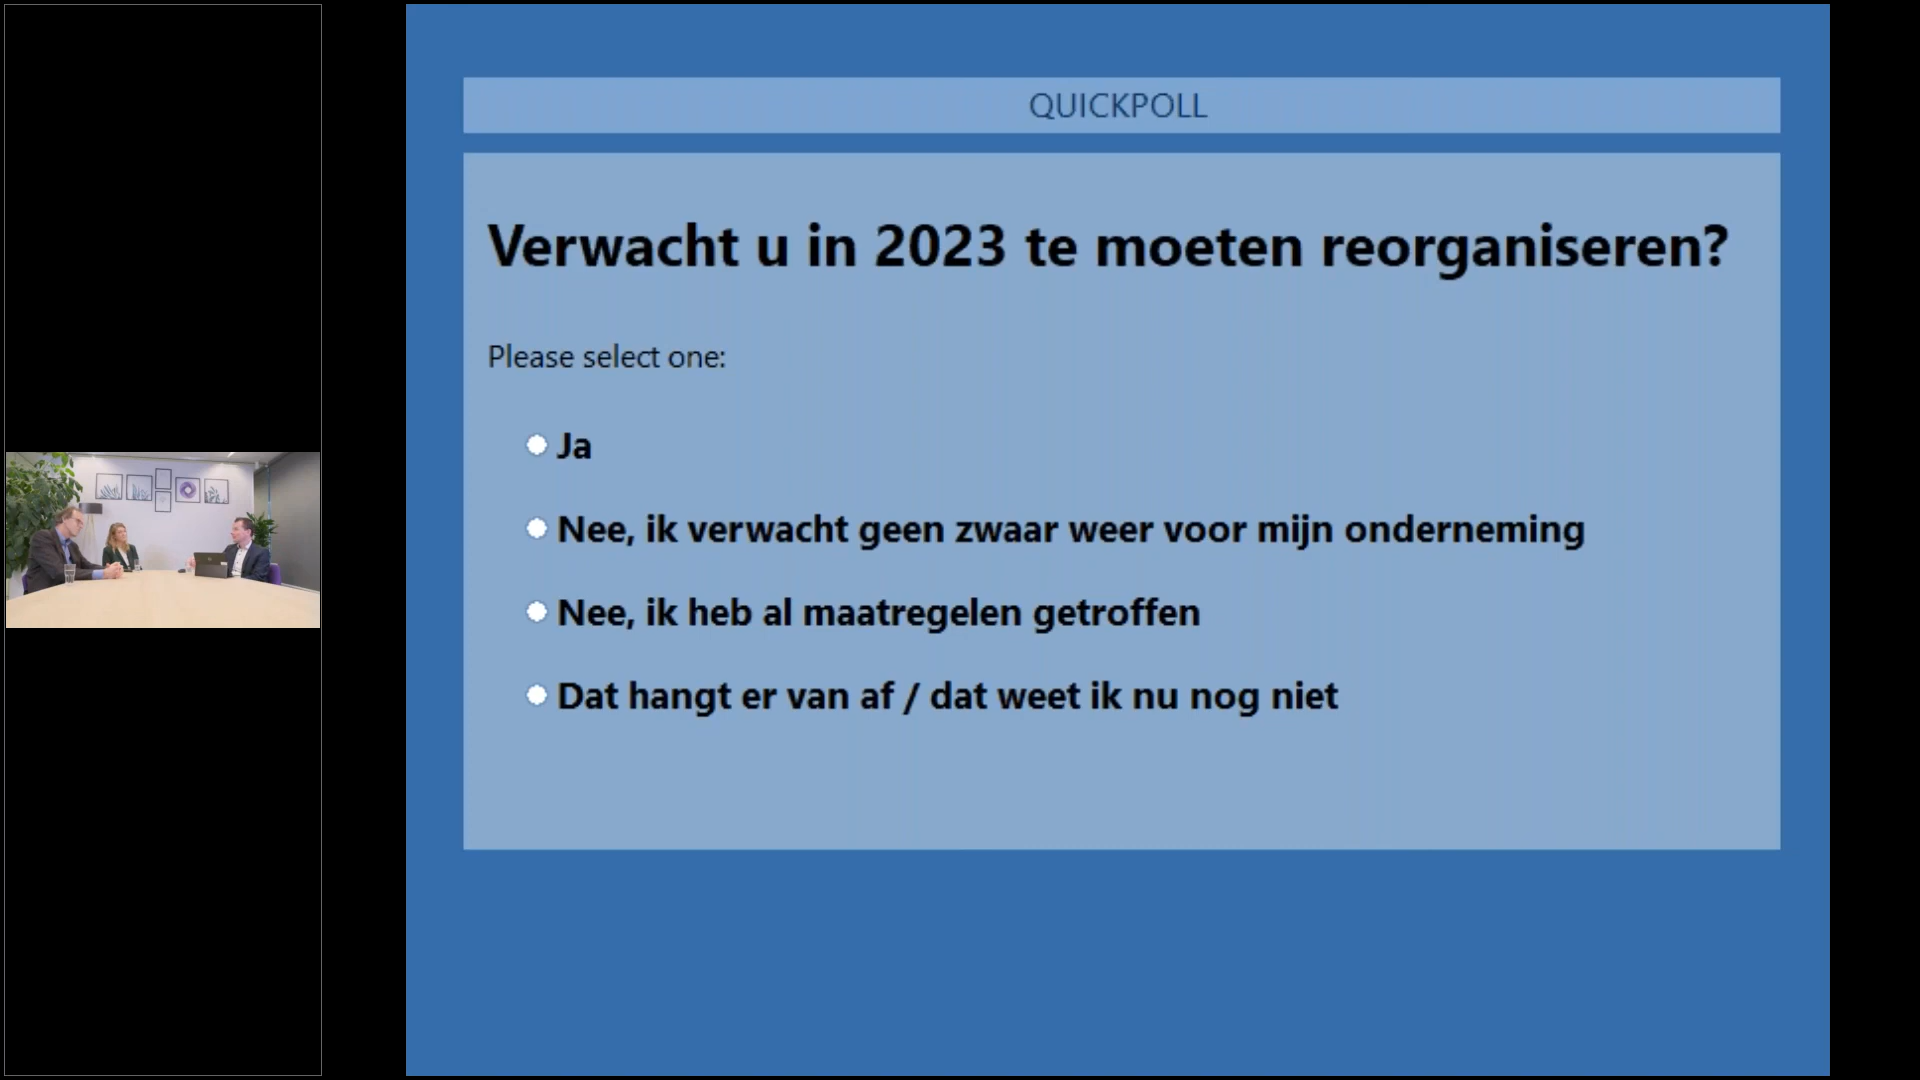 QUICKPOLL
Verwacht u in 2023 te moeten reorganiseren?
Please select one:
Ja
Nee, ik verwacht geen zwaar weer voor mijn onderneming
Nee, ik heb al maatregelen getroffen
Dat hangt er van af / dat weet ik nu nog niet